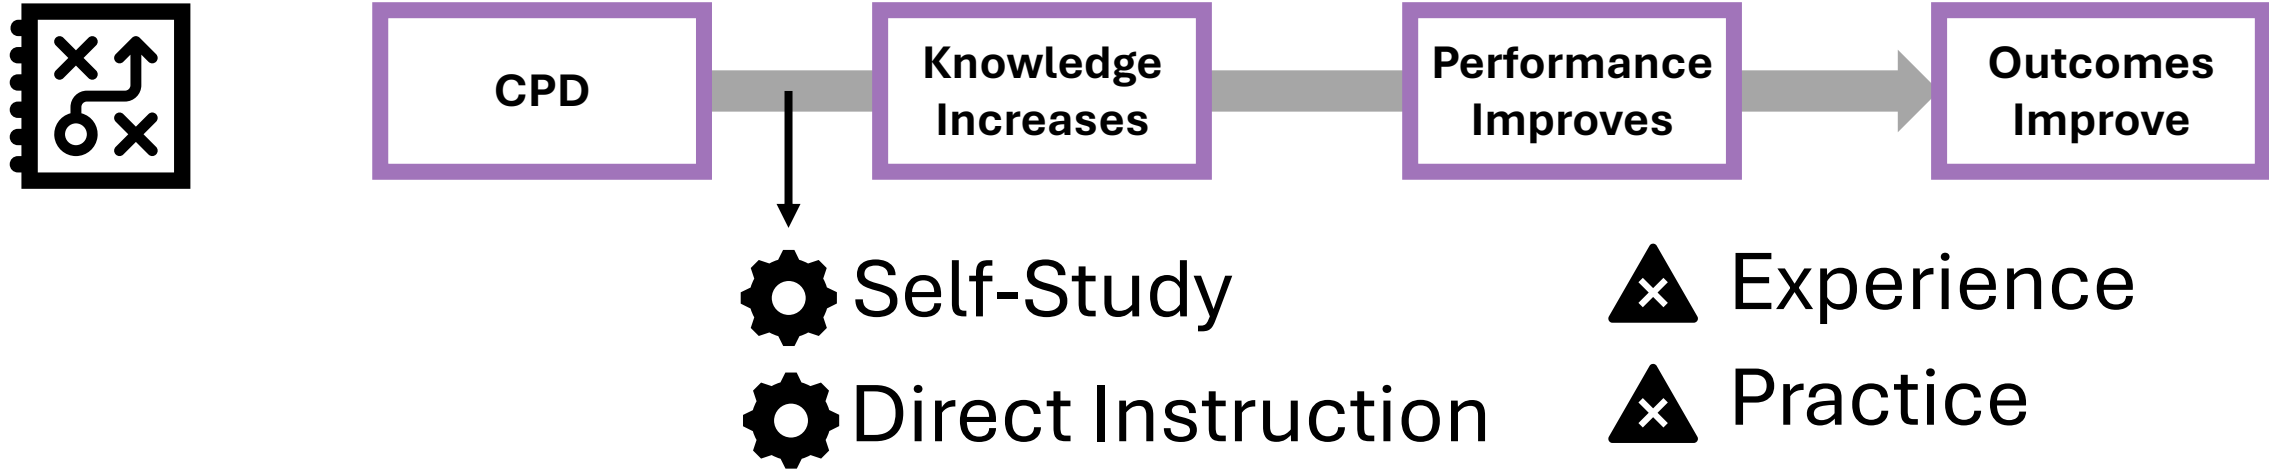 CPD
Knowledge
Increases
Performance
Improves
Outcomes
Improve
Self-Study
Direct Instruction
Experience
Practice